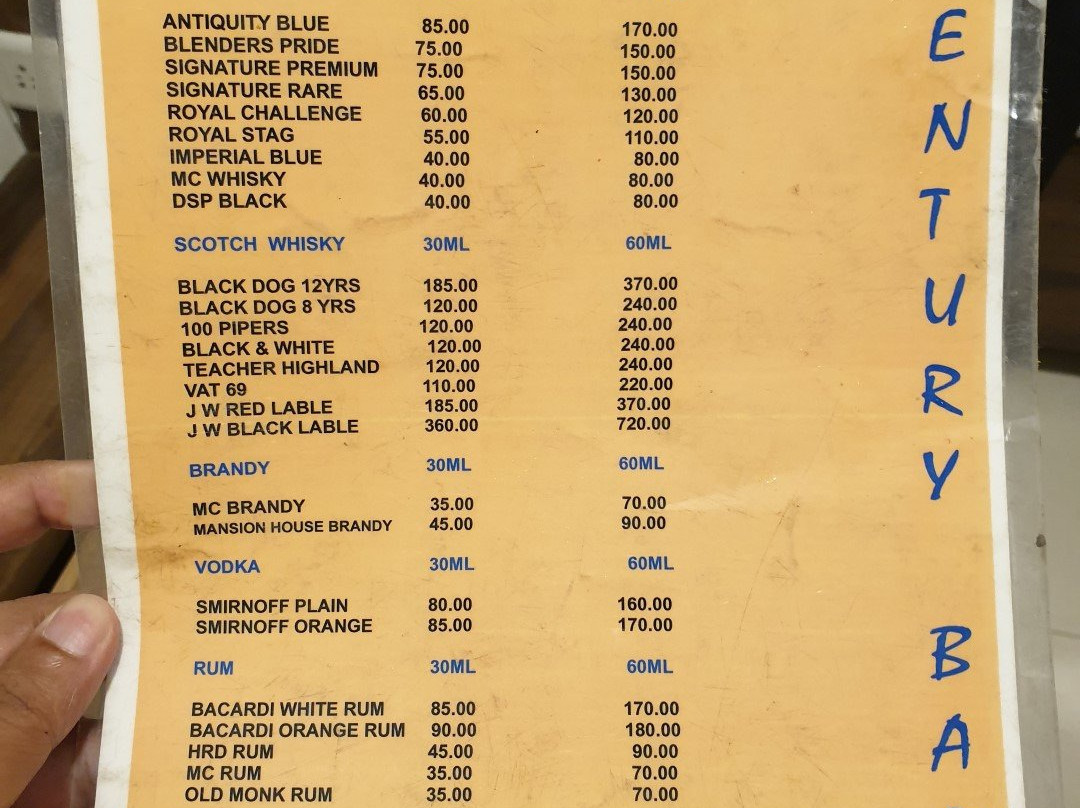 ANTIQUITY BLUE 85.00 170.00
BLENDERS PRIDE 75.00 150.00
SIGNATURE PREMIUM 75.00 150.00
SIGNATURE RARE 65.00 130.00
ROYAL CHALLENGE 60.00 120.00
ROYAL STAG 55.00 110.00
IMPERIAL BLUE 40.00 80.00
MC WHISKY 40.00 80.00
DSP BLACK 40.00 80.00
SCOTCH WHISKY 30ML 60ML
BLACK DOG 12YRS 185.00 370.00
BLACK DOG 8 YRS 120.00 240.00
100 PIPERS 120.00 240.00
BLACK & WHITE 120.00 240.00
TEACHER HIGHLAND 120.00 240.00
VAT 69 110.00 220.00
J W RED LABLE 185.00 370.00
J W BLACK LABLE 360.00 720.00
BRANDY 30ML 60ML
MC BRANDY 35.00 70.00
MANSION HOUSE BRANDY 45.00 90.00
VODKA 30ML 60ML
SMIRNOFF PLAIN 80.00 160.00
SMIRNOFF ORANGE 85.00 170.00
RUM 30ML 60ML
BACARDI WHITE RUM 85.00 170.00
BACARDI ORANGE RUM 90.00 180.00
HRD RUM 45.00 90.00
MC RUM 35.00 70.00
OLD MONK RUM 35.00 70.00
ENTURY BA